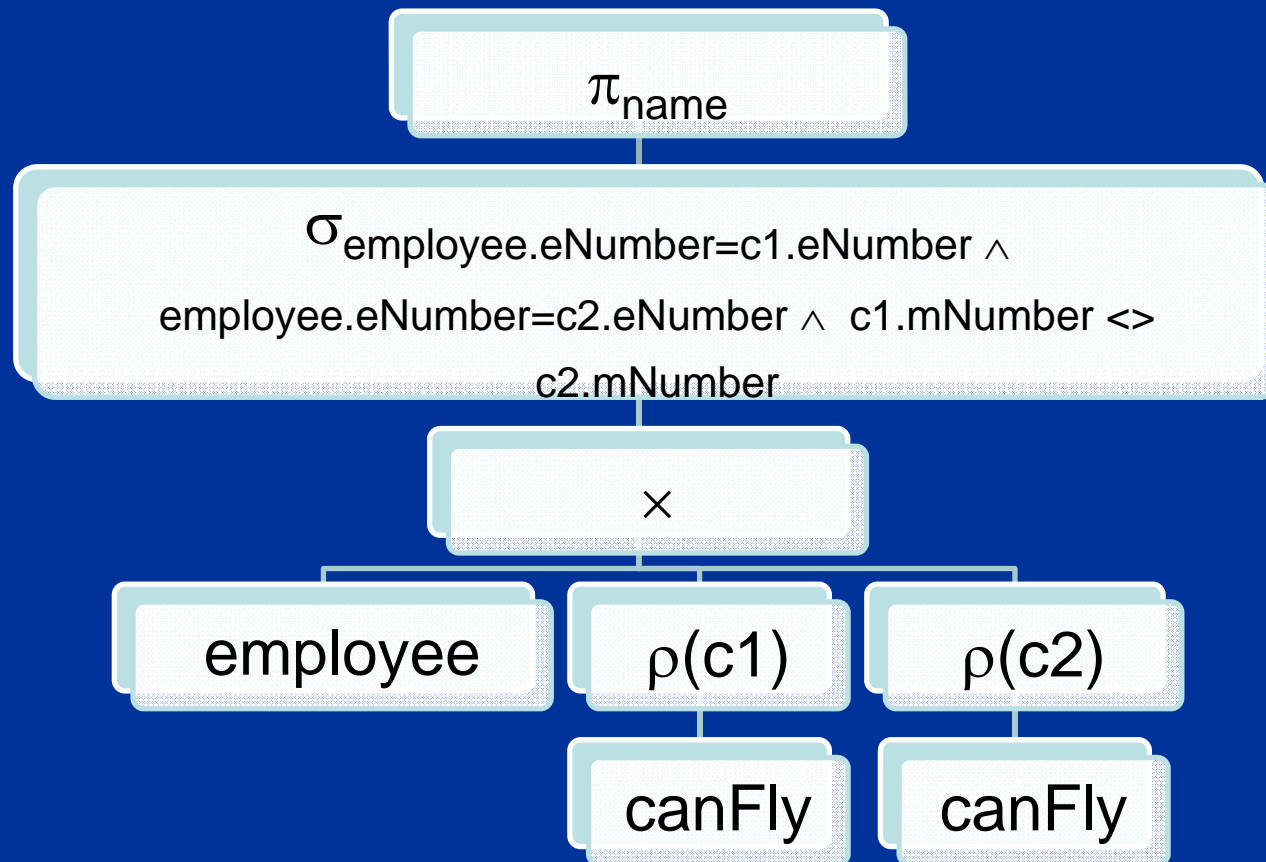 πname
σemployee.eNumber=c1.eNumber ∧
employee.eNumber=c2.eNumber ∧ c1.mNumber <>
c2.mNumber
×
employee ρ(c1) ρ(c2)
canFly canFly